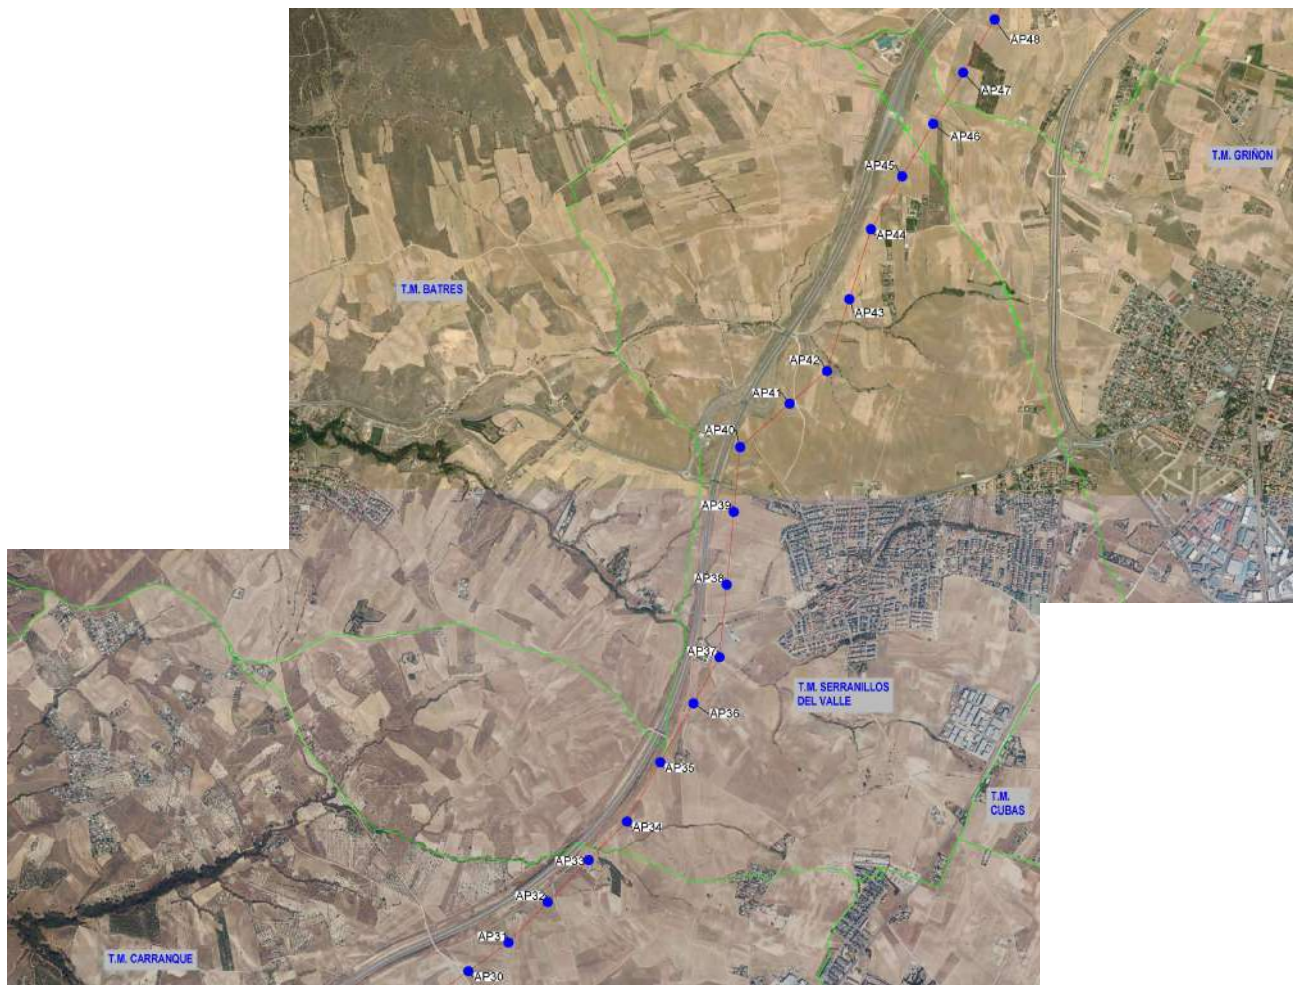 AP48
AP47
AP46
T.M. GRIÑON
AP45
AP44
T.M. BATRES
AP43
AP42
AP41
AP40
AP39
AP38
AP37
T.M. SERRANILLOS
DEL VALLE
AP36
AP35
T.M.
CUBAS
AP34
AP33
AP32
AP31
T.M. CARRANQUE
AP30